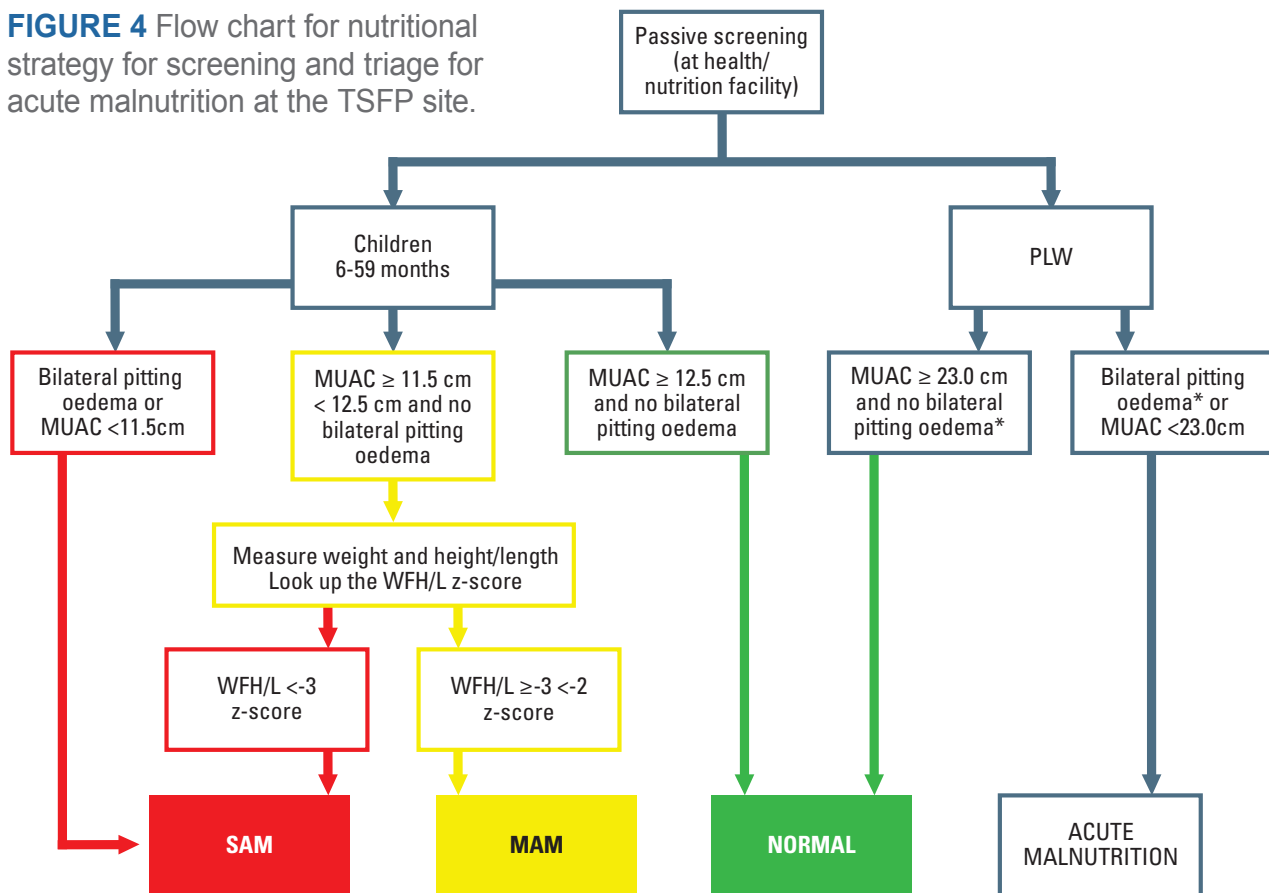 FIGURE 4 Flow chart for nutritional
strategy for screening and triage for
acute malnutrition at the TSFP site.
Passive screening
(at health/
nutrition facility)
Children
6-59 months
PLW
Bilateral pitting
oedema or
MUAC <11.5cm
MUAC ≥ 11.5 cm
< 12.5 cm and no
bilateral pitting
oedema
MUAC ≥ 12.5 cm
and no bilateral
pitting oedema
MUAC ≥ 23.0 cm
and no bilateral
pitting oedema*
Bilateral pitting
oedema* or
MUAC <23.0cm
Measure weight and height/length
Look up the WFH/L z-score
WFH/L <-3
z-score
WFH/L ≥-3 <-2
z-score
SAM
MAM
NORMAL
ACUTE
MALNUTRITION